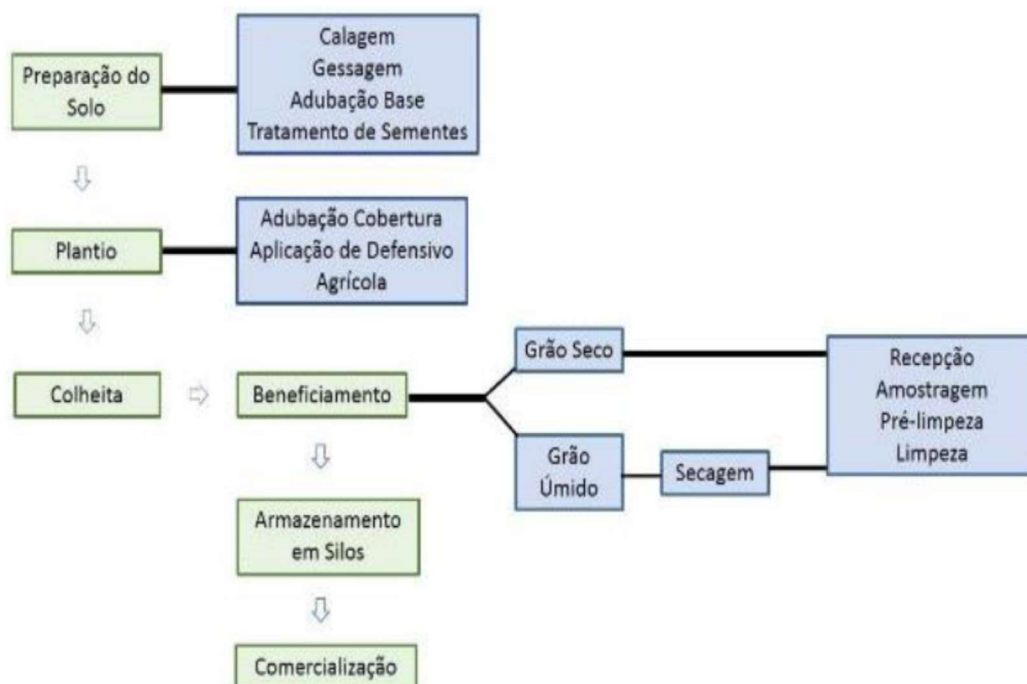 Preparação do
Solo
Calagem
Gessagem
Adubação Base
Tratamento de Sementes
Plantio
Adubação Cobertura
Aplicação de Defensivo
Agrícola
Colheita
Beneficiamento
Grão Seco
Grão
Úmido
Secagem
Recepção
Amostragem
Pré-limpeza
Limpeza
Armazenamento
em Silos
Comercialização